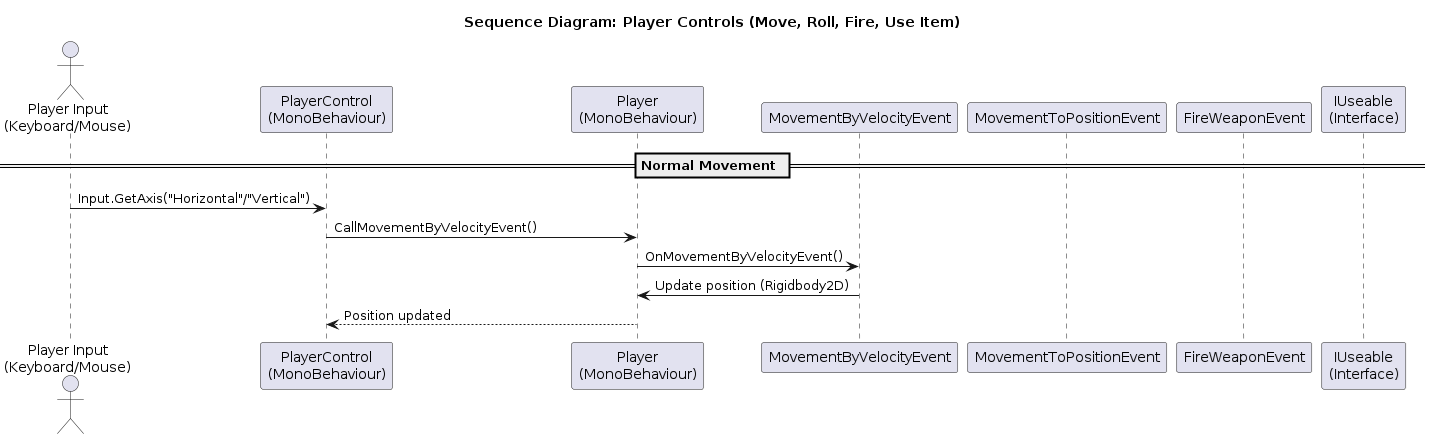 Sequence Diagram: Player Controls (Move, Roll, Fire, Use Item)
Player Input
(Keyboard/Mouse)
PlayerControl
(MonoBehaviour)
Player
(MonoBehaviour)
MovementByVelocityEvent
MovementToPositionEvent
FireWeaponEvent
IUseable
(Interface)
Normal Movement
Input.GetAxis("Horizontal"/"Vertical")
CallMovementByVelocityEvent()
OnMovementByVelocityEvent()
Update position (Rigidbody2D)
Position updated
Player Input
(Keyboard/Mouse)
PlayerControl
(MonoBehaviour)
Player
(MonoBehaviour)
MovementByVelocityEvent
MovementToPositionEvent
FireWeaponEvent
IUseable
(Interface)